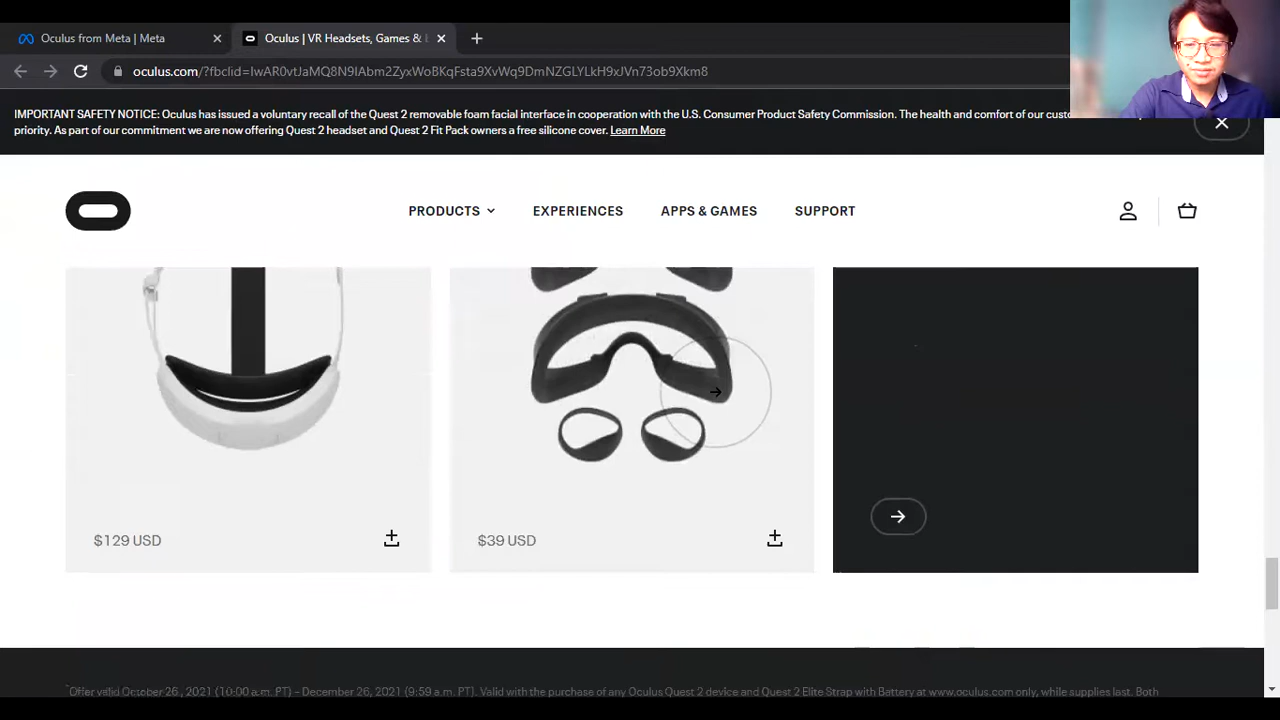 Oculus from Meta | Meta
Oculus | VR Headsets, Games &
oculus.com/?fbclid=IwAR0vtJaMQ8N9IAbm2ZyxWoBKqFsta9XvWq9DmNZGLYLkH9xJVn73ob9Xkm8
IMPORTANT SAFETY NOTICE: Oculus has issued a voluntary recall of the Quest 2 removable foam facial interface in cooperation with the U.S. Consumer Product Safety Commission. The health and comfort of our
priority. As part of our commitment we are now offering Quest 2 headset and Quest 2 Fit Pack owners a free silicone cover. Learn More
PRODUCTS EXPERIENCES APPS & GAMES SUPPORT
$129 USD
$39 USD
Offer valid October 26, 2021 (10:00 a.m. PT) – December 26, 2021 (9:59 a.m. PT). Valid with the purchase of any Oculus Quest 2 device and Quest 2 Elite Strap with Battery at www.oculus.com only, while supplies last. Both